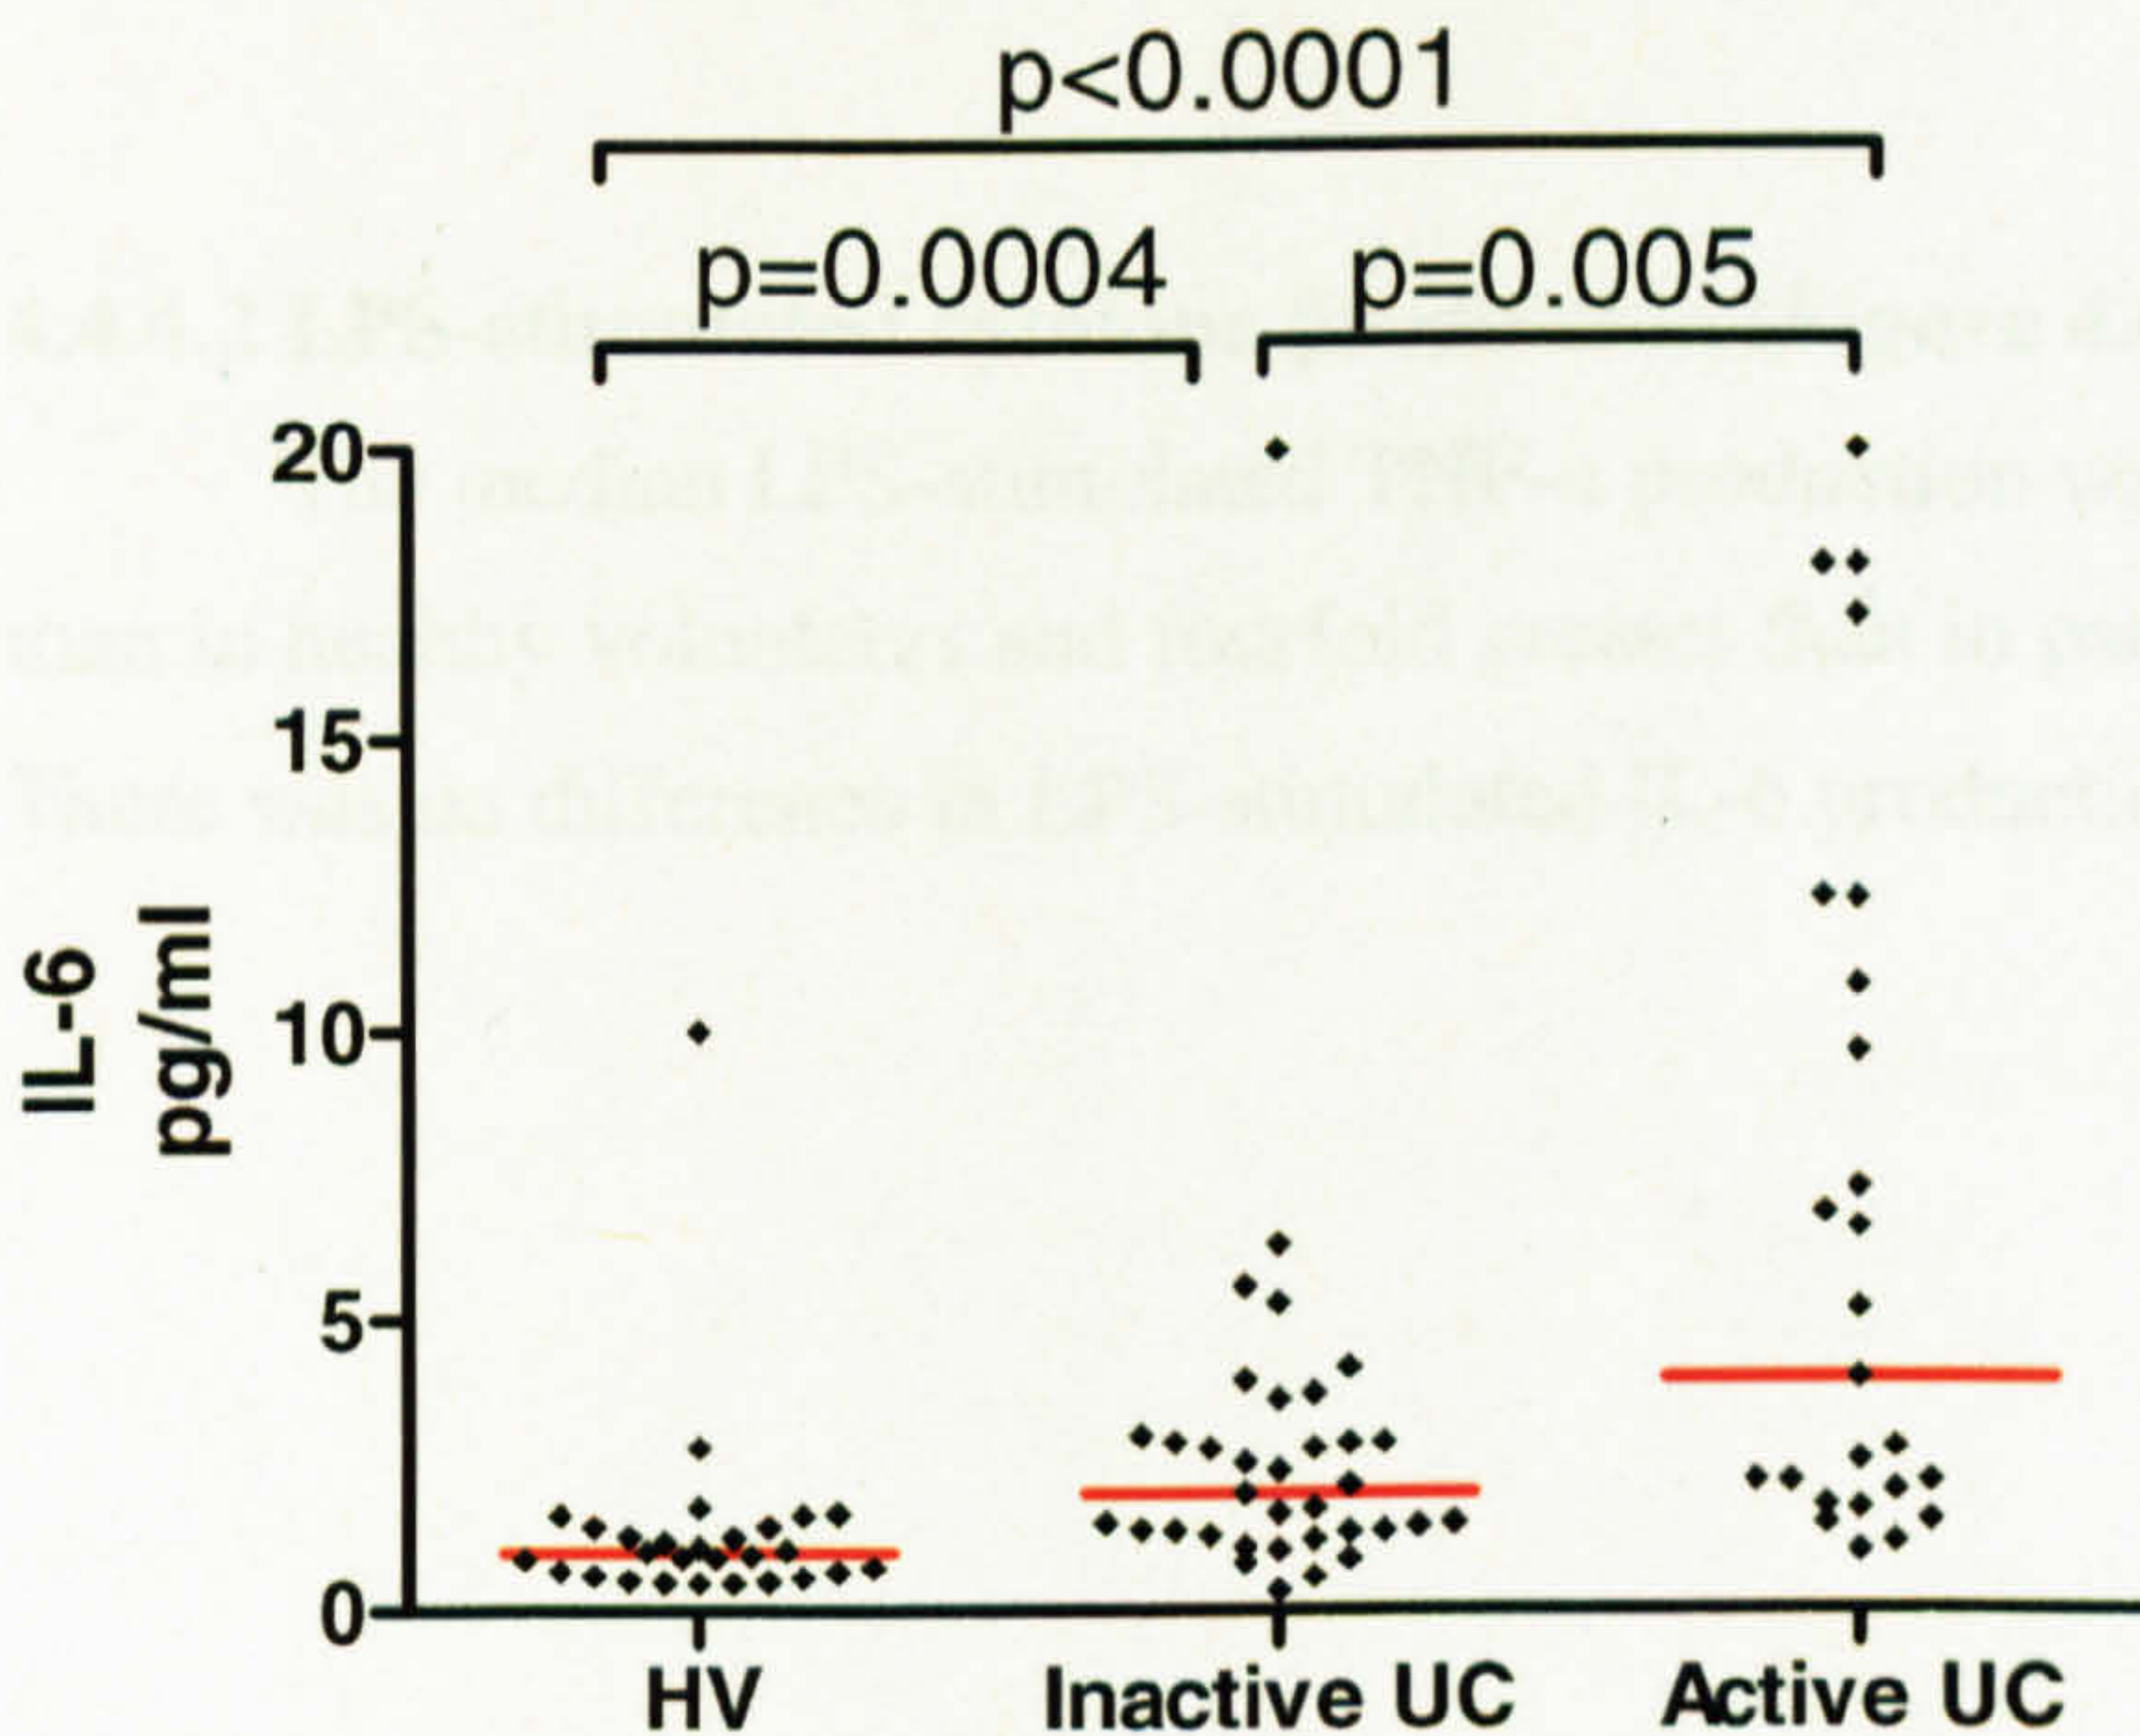 p<0.0001
p=0.0004 p=0.005
20
15
10
5
0
IL-6
pg/ml
HV Inactive UC Active UC